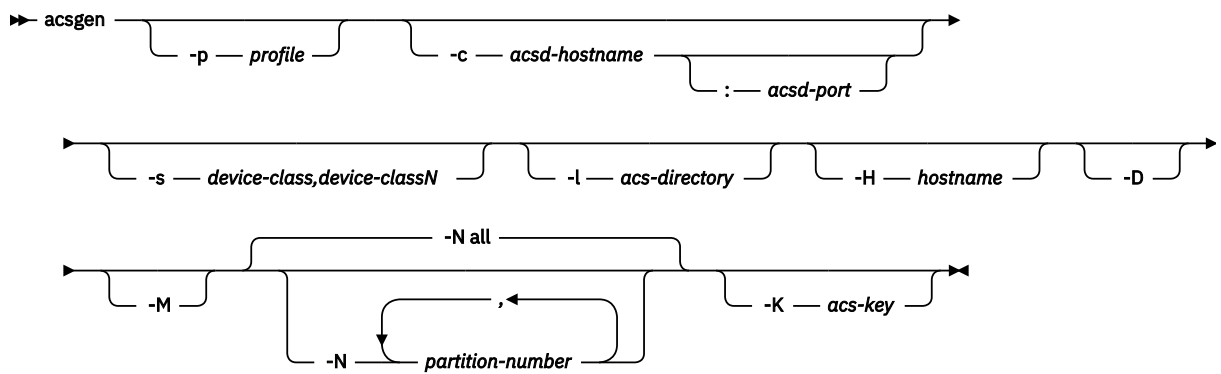 acsgen
-p profile
-c acsd-hostname
: acsd-port
-s device-class,device-classN
-l acs-directory
-H hostname
-D
-N all
-M
,
-N partition-number
-K acs-key